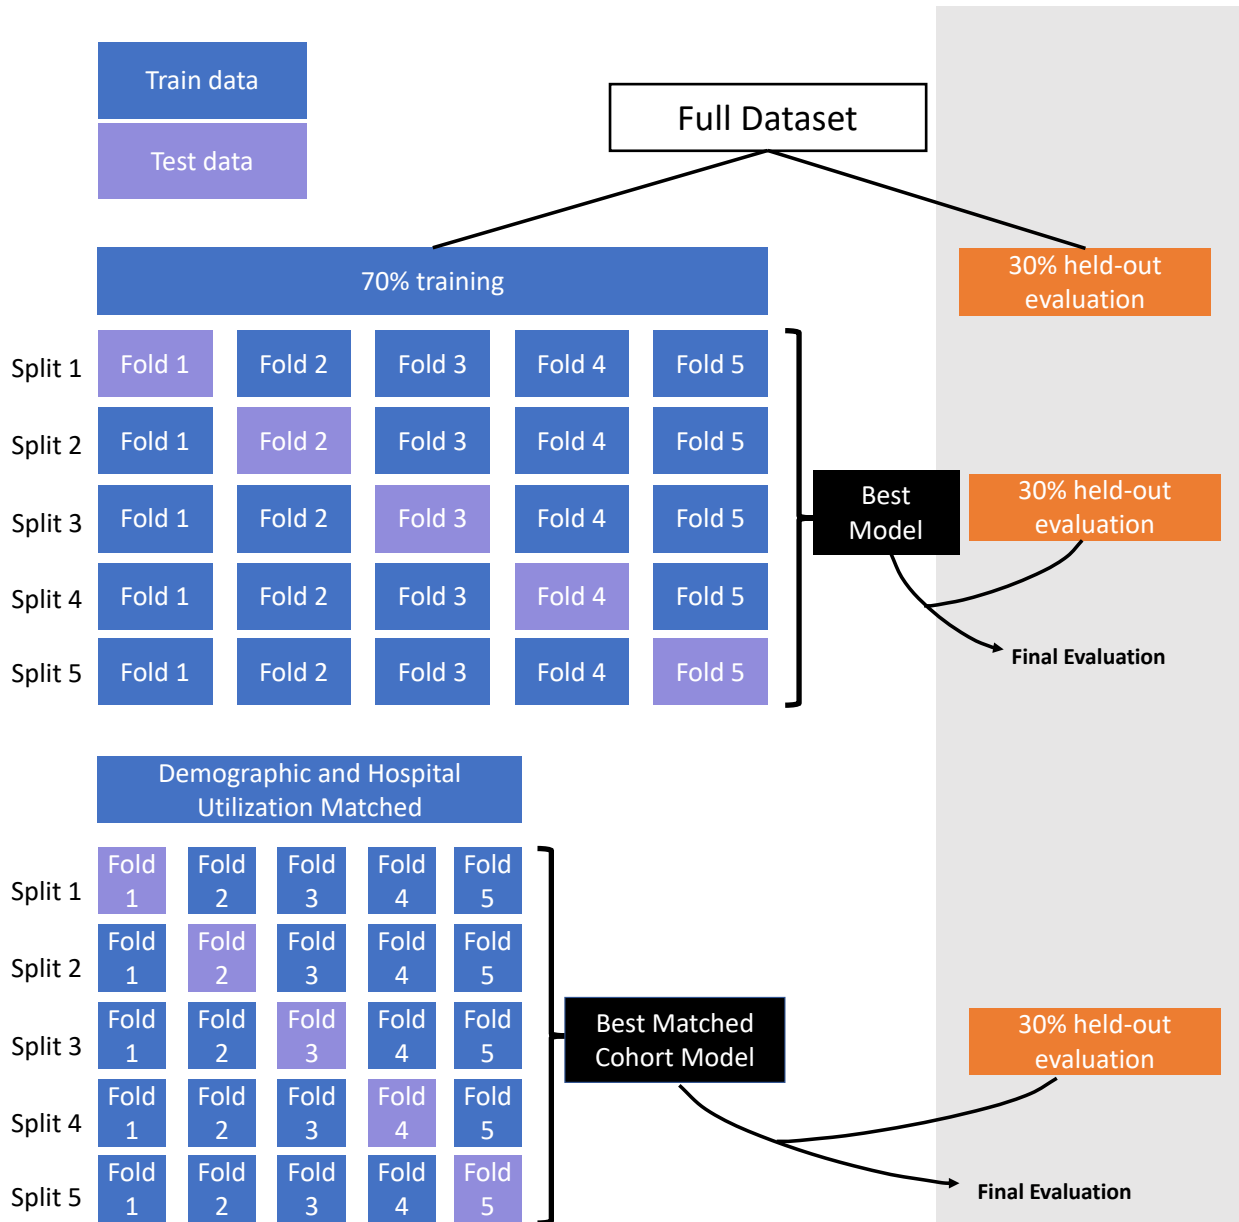 Train data
Test data
Full Dataset
70% training
30% held-out
evaluation
Split 1
Fold 1
Fold 2
Fold 3
Fold 4
Fold 5
Split 2
Fold 1
Fold 2
Fold 3
Fold 4
Fold 5
Split 3
Fold 1
Fold 2
Fold 3
Fold 4
Fold 5
Split 4
Fold 1
Fold 2
Fold 3
Fold 4
Fold 5
Split 5
Fold 1
Fold 2
Fold 3
Fold 4
Fold 5
Best
Model
30% held-out
evaluation
Final Evaluation
Demographic and Hospital
Utilization Matched
Split 1
Fold
1
Fold
2
Fold
3
Fold
4
Fold
5
Split 2
Fold
1
Fold
2
Fold
3
Fold
4
Fold
5
Split 3
Fold
1
Fold
2
Fold
3
Fold
4
Fold
5
Split 4
Fold
1
Fold
2
Fold
3
Fold
4
Fold
5
Split 5
Fold
1
Fold
2
Fold
3
Fold
4
Fold
5
Best Matched
Cohort Model
30% held-out
evaluation
Final Evaluation